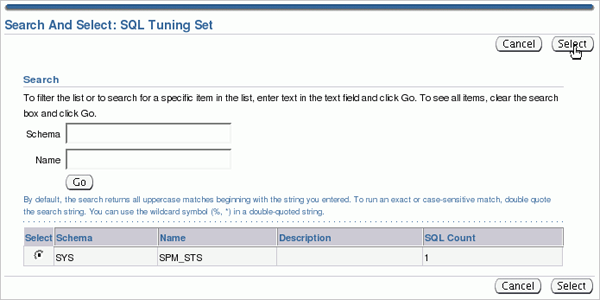 Search And Select: SQL Tuning Set
Cancel Select
Search
To filter the list or to search for a specific item in the list, enter text in the text field and click Go. To see all items, clear the search
box and click Go.
Schema
Name
Go
By default, the search returns all uppercase matches beginning with the string you entered. To run an exact or case-sensitive match, double quote
the search string. You can use the wildcard symbol (%, *) in a double-quoted string.
Select Schema Name Description SQL Count
SYS SPM_STS 1
Cancel Select